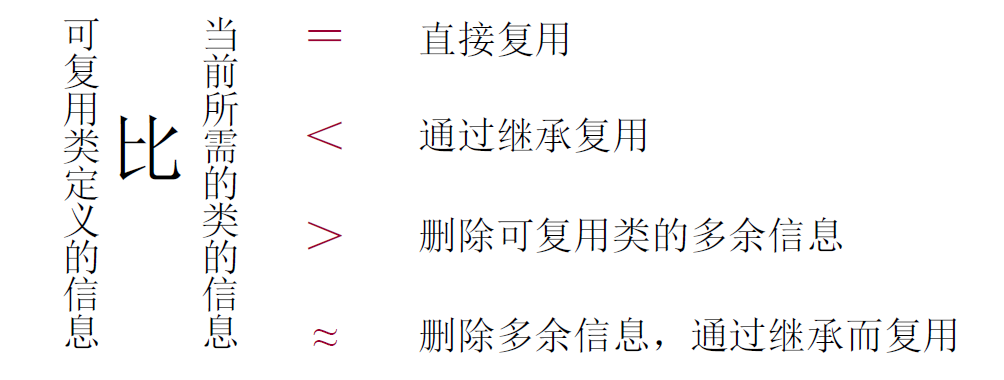 可复用类定义的信息
比
当前所需的类的信息
= 直接复用
< 通过继承复用
> 删除可复用类的多余信息
≈ 删除多余信息，通过继承而复用